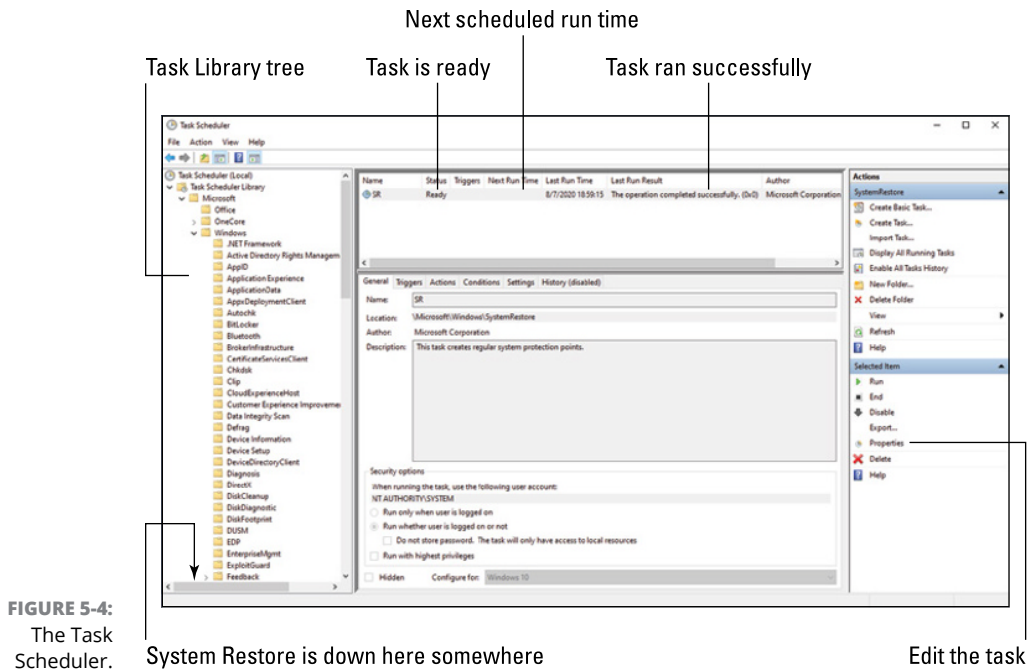 Next scheduled run time
Task Library tree
Task is ready
Task ran successfully
Task Scheduler
File Action View Help
Task Scheduler (Local)
Task Scheduler Library
Microsoft
Office
OneCore
Windows
.NET Framework
Active Directory Rights Managem
AppID
Application Experience
ApplicationData
AppxDeploymentClient
Autochk
BitLocker
Bluetooth
BrokerInfrastructure
CertificateServicesClient
Chkdsk
Clip
CloudExperienceHost
Customer Experience Improveme
Data Integrity Scan
Defrag
Device Information
Device Setup
DeviceDirectoryClient
Diagnosis
DirectX
DiskCleanup
DiskDiagnostic
DiskFootprint
DUSM
EDP
EnterpriseMgmt
ExploitGuard
Feedback
Name Status Triggers Next Run Time Last Run Time Last Run Result Author
SR Ready 8/7/2020 18:59:15 The operation completed successfully. (0x0) Microsoft Corporation
General Triggers Actions Conditions Settings History (disabled)
Name: SR
Location: \Microsoft\Windows\SystemRestore
Author: Microsoft Corporation
Description: This task creates regular system protection points.
Security options
When running the task, use the following user account:
NT AUTHORITY\SYSTEM
Run only when user is logged on
Run whether user is logged on or not
Do not store password. The task will only have access to local resources
Run with highest privileges
Hidden Configure for: Windows 10
Actions
SystemRestore
Create Basic Task...
Create Task...
Import Task...
Display All Running Tasks
Enable All Tasks History
New Folder...
Delete Folder
View
Refresh
Help
Selected Item
Run
End
Disable
Export...
Properties
Delete
Help
FIGURE 5-4:
The Task
Scheduler.
System Restore is down here somewhere
Edit the task